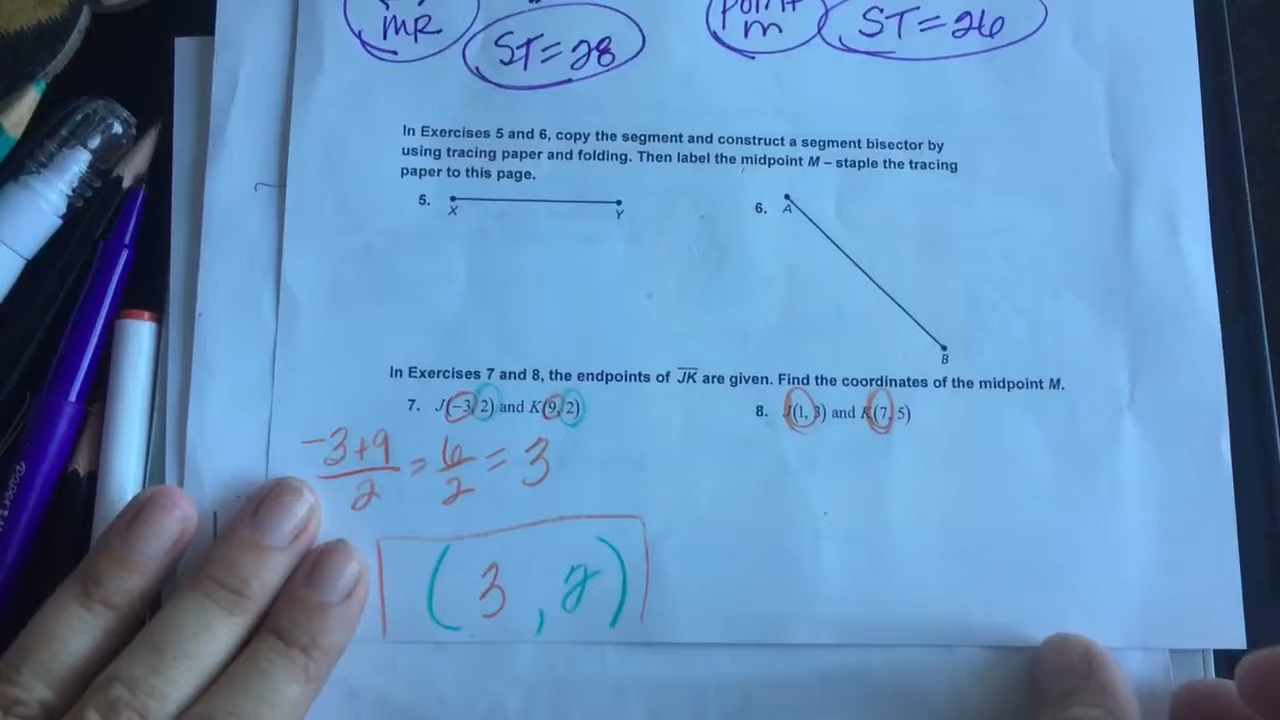 MR
ST=28
POINT
m
ST=26
In Exercises 5 and 6, copy the segment and construct a segment bisector by
using tracing paper and folding. Then label the midpoint M – staple the tracing
paper to this page.
5.
X
Y
6.
A
B
In Exercises 7 and 8, the endpoints of JK are given. Find the coordinates of the midpoint M.
7. J(−3, 2) and K(9, 2)
8. J(1, 3) and K(7, 5)
-3+9
2
= 6
2
= 3
(3, 2)